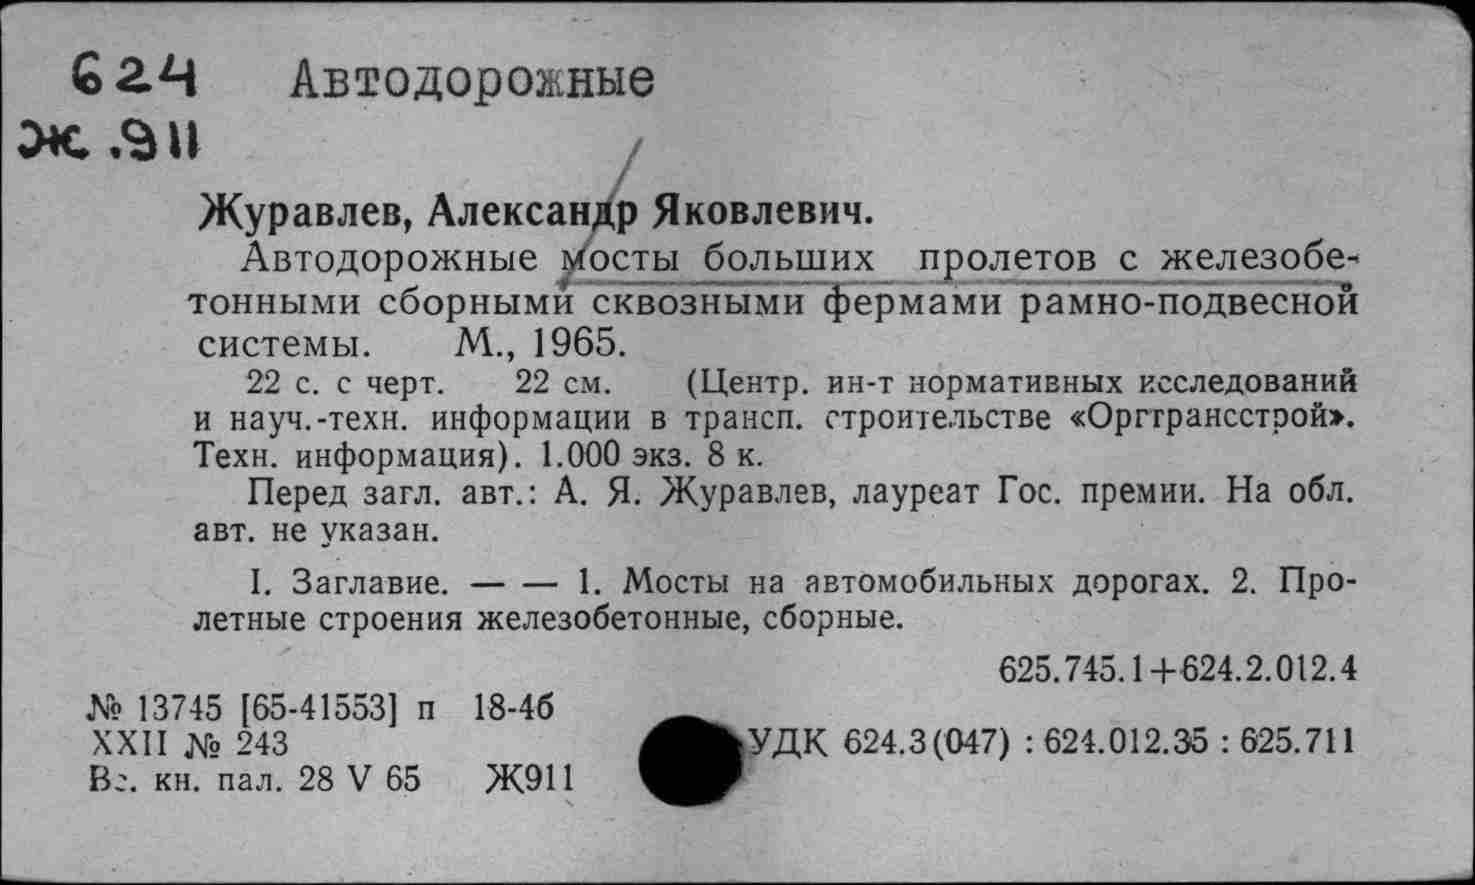 624 Автодорожные
Ж.911
Журавлев, Александр Яковлевич.
Автодорожные мосты больших пролетов с железобе-
тонными сборными сквозными фермами рамно-подвесной
системы. М., 1965.
22 с. с черт. 22 см. (Центр. ин-т нормативных исследований
и науч.-техн. информации в трансп. строительстве «Оргтрансстрой».
Техн. информация). 1.000 экз. 8 к.
Перед загл. авт.: А. Я. Журавлев, лауреат Гос. премии. На обл.
авт. не указан.
I. Заглавие. — — 1. Мосты на автомобильных дорогах. 2. Про-
летные строения железобетонные, сборные.
625.745.1+624.2.012.4
№ 13745 [65-41553] п 18-4б
XXII № 243 УДК 624.3(047) : 624.012.35 : 625.711
Вс. кн. пал. 28 V 65 Ж911